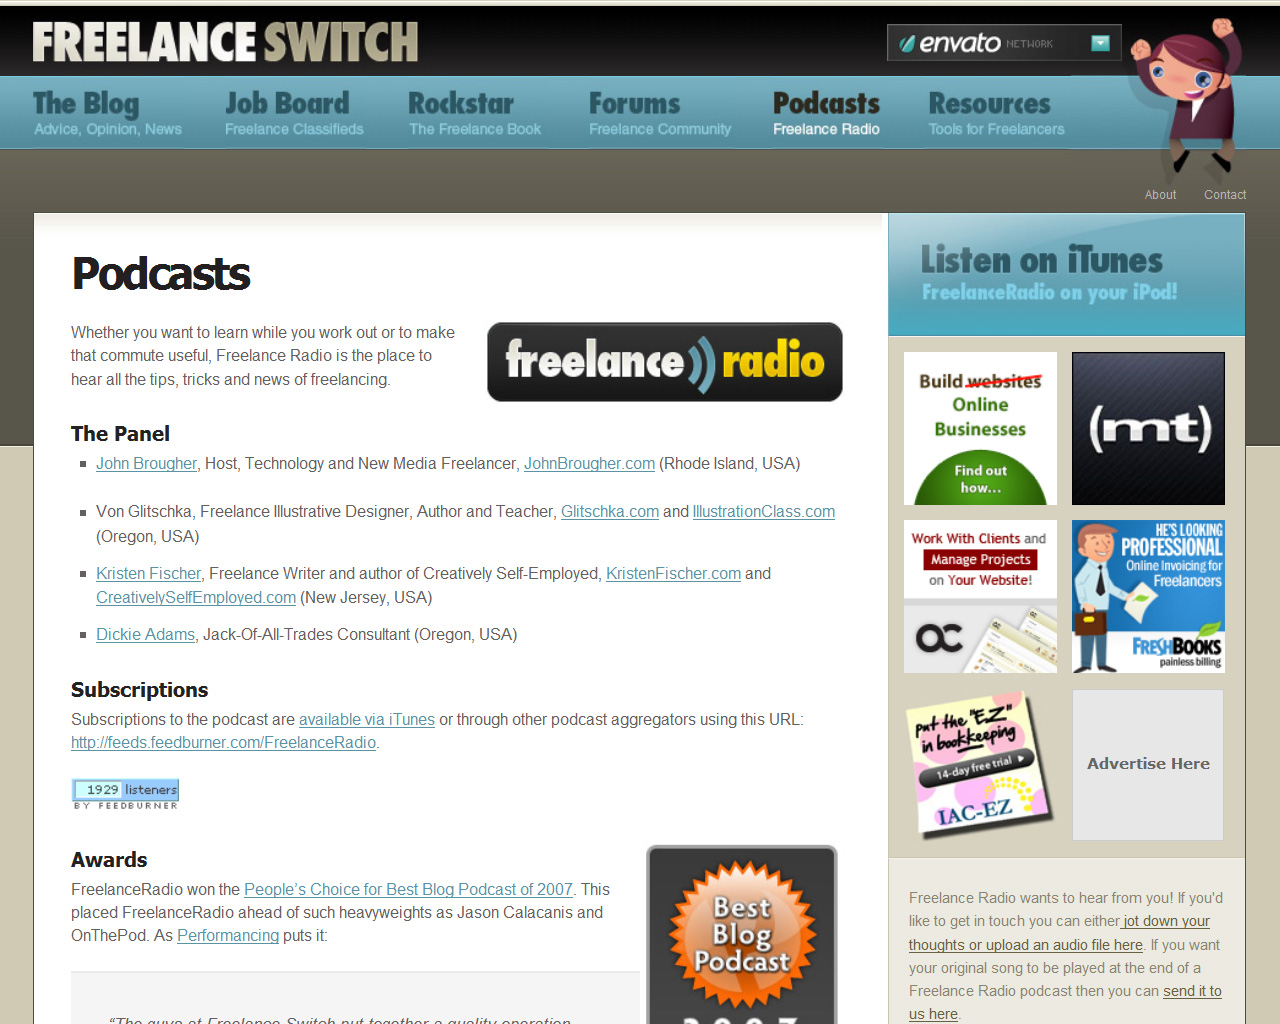 FREELANCE SWITCH
envato NETWORK
The Blog
Advice, Opinion, News
Job Board
Freelance Classifieds
Rockstar
The Freelance Book
Forums
Freelance Community
Podcasts
Freelance Radio
Resources
Tools for Freelancers
About Contact
Podcasts
Whether you want to learn while you work out or to make
that commute useful, Freelance Radio is the place to
hear all the tips, tricks and news of freelancing.
freelance radio
The Panel
John Brougher, Host, Technology and New Media Freelancer, JohnBrougher.com (Rhode Island, USA)
Von Glitschka, Freelance Illustrative Designer, Author and Teacher, Glitschka.com and IllustrationClass.com
(Oregon, USA)
Kristen Fischer, Freelance Writer and author of Creatively Self-Employed, KristenFischer.com and
CreativelySelfEmployed.com (New Jersey, USA)
Dickie Adams, Jack-Of-All-Trades Consultant (Oregon, USA)
Subscriptions
Subscriptions to the podcast are available via iTunes or through other podcast aggregators using this URL:
http://feeds.feedburner.com/FreelanceRadio.
1929 listeners
BY FEEDBURNER
Awards
FreelanceRadio won the People’s Choice for Best Blog Podcast of 2007. This
placed FreelanceRadio ahead of such heavyweights as Jason Calacanis and
OnThePod. As Performancing puts it:
“The guys at Freelance Switch put together a quality operation
Best
Blog
Podcast
2007
Listen on iTunes
FreelanceRadio on your iPod!
Build websites
Online
Businesses
Find out
how...
(mt)
Work With Clients and
Manage Projects
on Your Website!
OC
HE'S LOOKING
PROFESSIONAL
Online Invoicing for
Freelancers
FRESHBOOKS
painless billing
put the "EZ"
in bookkeeping
14-day free trial
IAC-EZ
Advertise Here
Freelance Radio wants to hear from you! If you'd
like to get in touch you can either jot down your
thoughts or upload an audio file here. If you want
your original song to be played at the end of a
Freelance Radio podcast then you can send it to
us here.